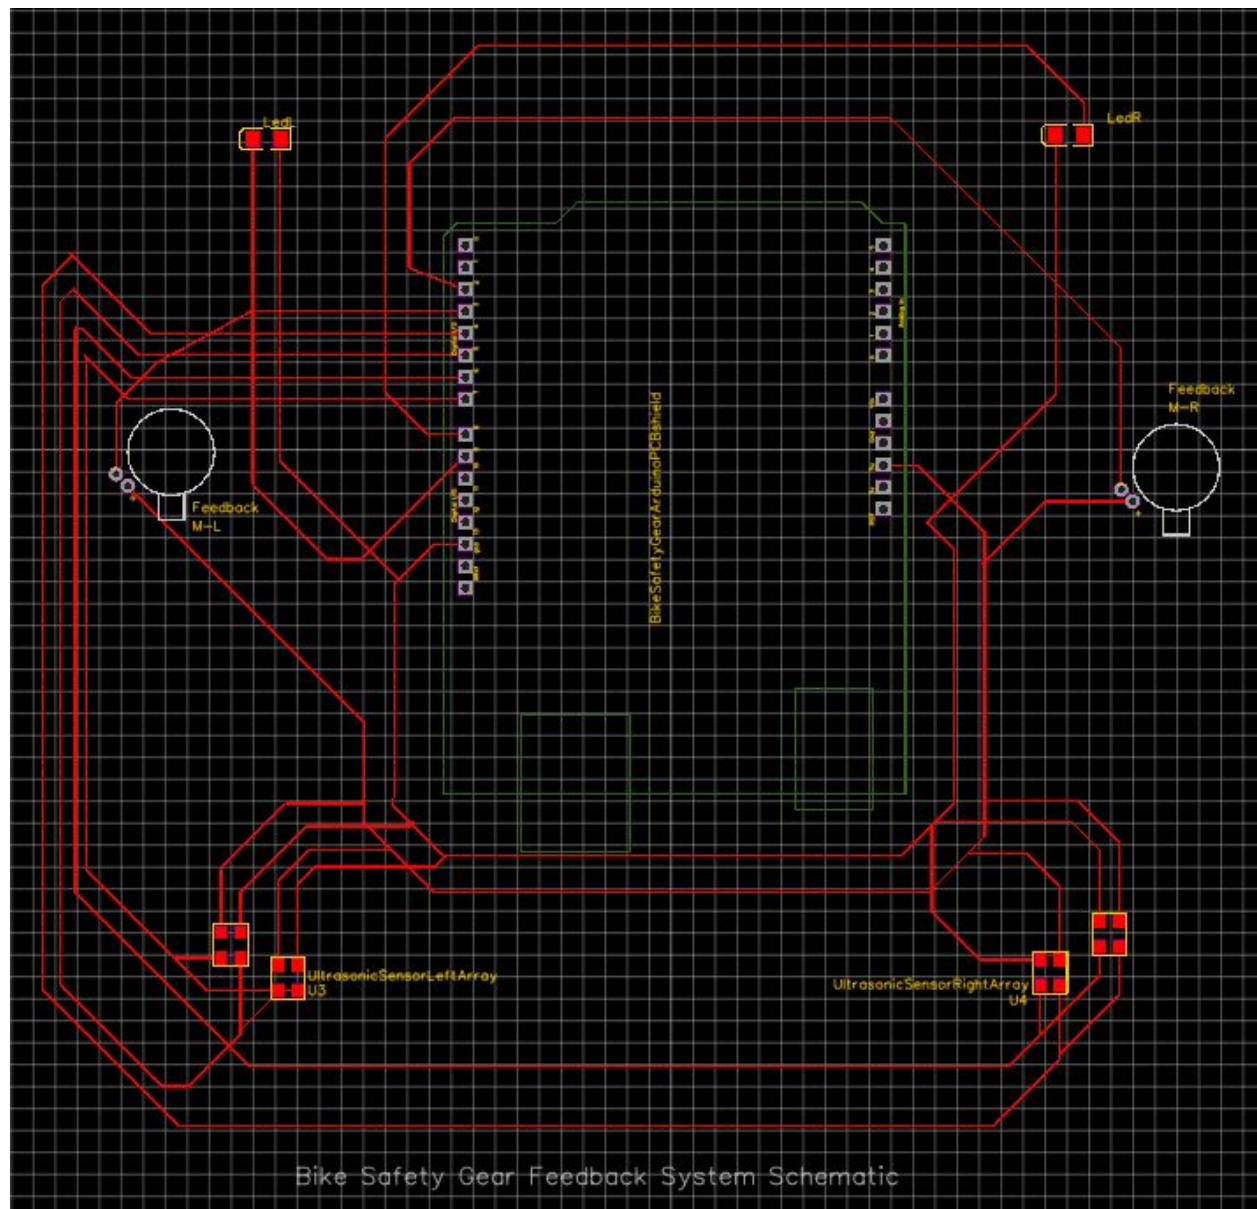 LedL
LedR
Feedback
M-R
BikeSafetyGearArduinoPCBshield
Feedback
M-L
UltrasonicSensorLeftArray
U3
UltrasonicSensorRightArray
U4
Bike Safety Gear Feedback System Schematic